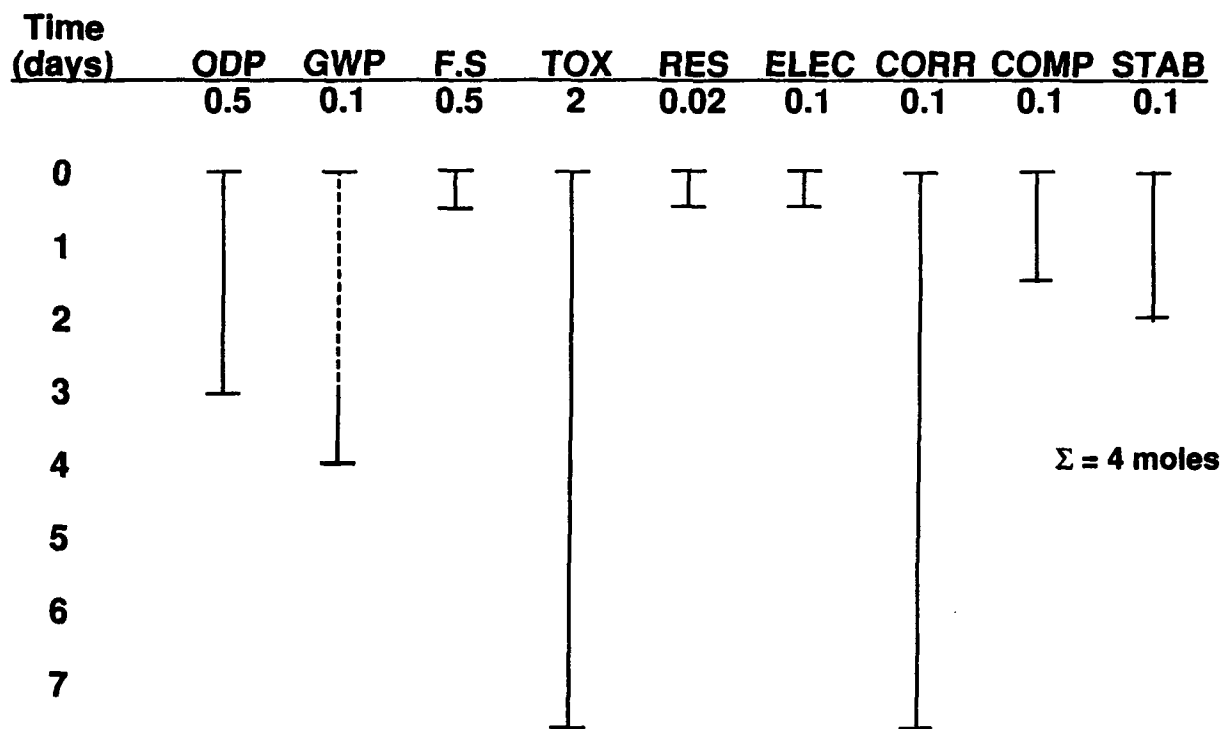 Time
(days) ODP GWP F.S TOX RES ELEC CORR COMP STAB
0.5 0.1 0.5 2 0.02 0.1 0.1 0.1 0.1
0
1
2
3
4 Σ = 4 moles
5
6
7